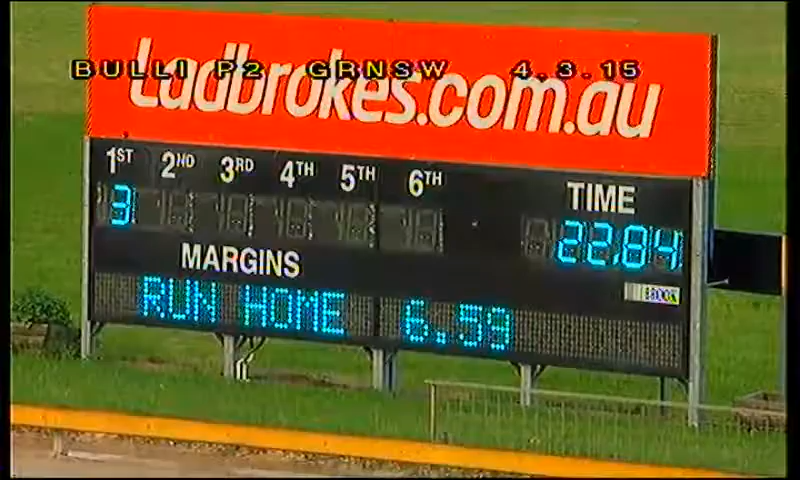 BULLI P2 GRNSW 4.3.15
Ladbrokes.com.au
1ST 2ND 3RD 4TH 5TH 6TH TIME
3 22.84
MARGINS
RUN HOME 6.59